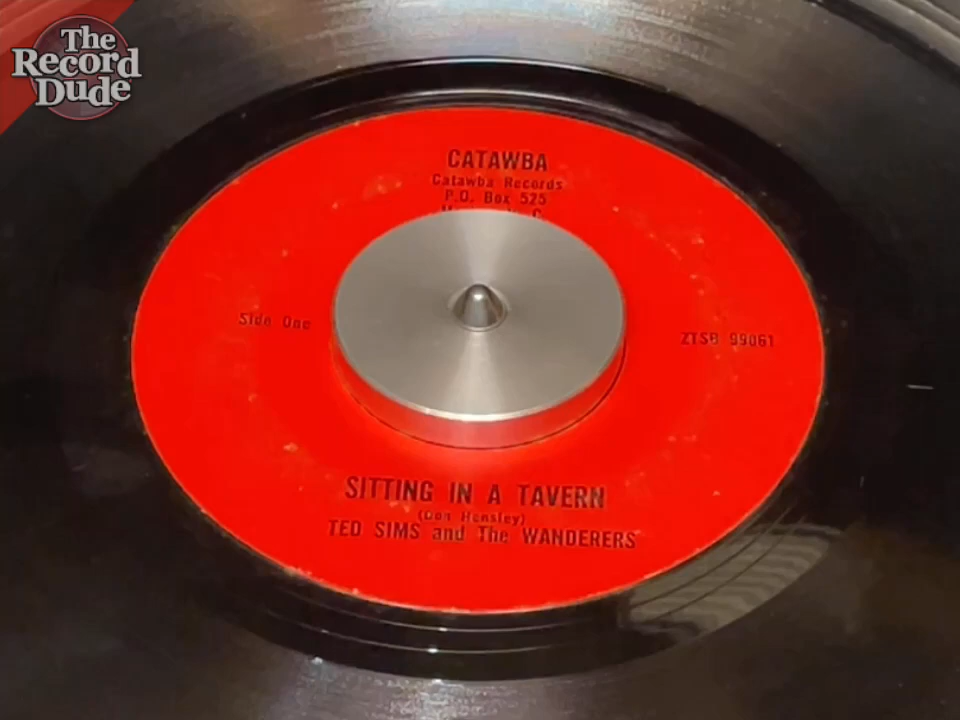 The
Record
Dude
CATAWBA
Catawba Records
P.O. Box 525
Side One
ZTSB 99061
SITTING IN A TAVERN
(Don Hensley)
TED SIMS and The WANDERERS